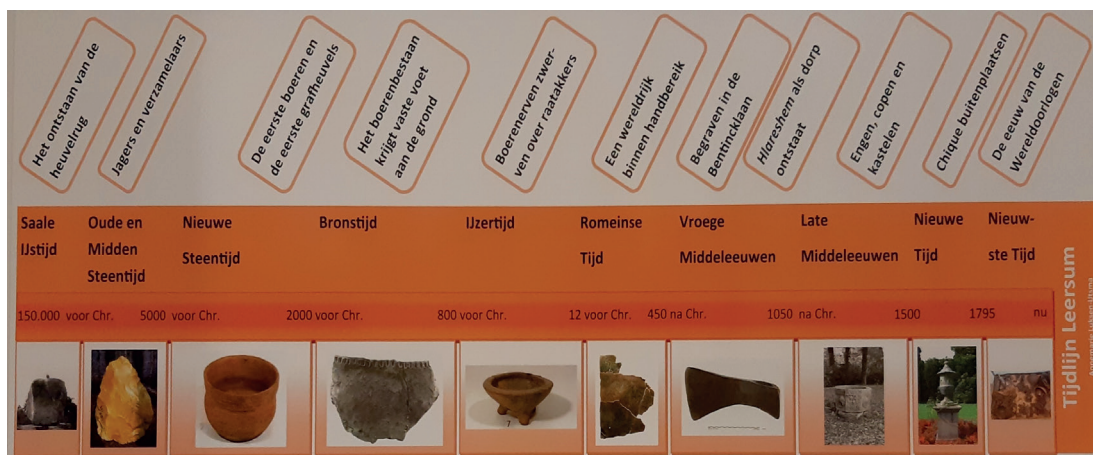 Het ontstaan van de
heuvelrug
Jagers en verzamelaars
De eerste boeren en
de eerste grafheuvels
Het boerenbestaan
krijgt vaste voet
aan de grond
Boerenerven zwer-
ven over raatakkers
Een wereldrijk
binnen handbereik
Begraven in de
Bentincklaan
Hlareshem als dorp
ontstaat
Engen, copen en
kastelen
Chique buitenplaatsen
De eeuw van de
Wereldoorlogen
Saale
IJstijd
Oude en
Midden
Steentijd
Nieuwe
Steentijd
Bronstijd
IJzertijd
Romeinse
Tijd
Vroege
Middeleeuwen
Late
Middeleeuwen
Nieuwe
Tijd
Nieuw-
ste Tijd
150.000 voor Chr.
5000 voor Chr.
2000 voor Chr.
800 voor Chr.
12 voor Chr.
450 na Chr.
1050 na Chr.
1500
1795
nu
Tijdlijn Leersum
7